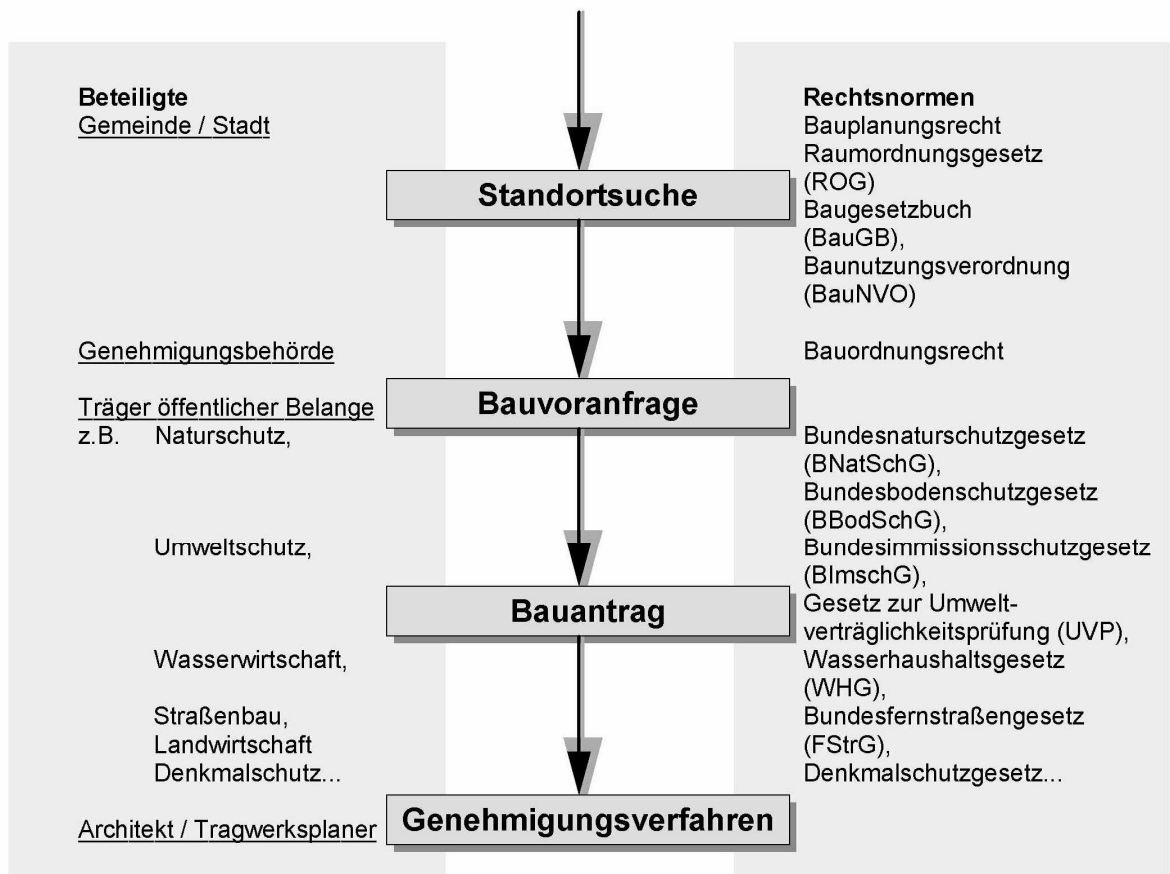 Beteiligte
Gemeinde / Stadt
Genehmigungsbehörde
Träger öffentlicher Belange
z.B. Naturschutz,
Umweltschutz,
Wasserwirtschaft,
Straßenbau,
Landwirtschaft
Denkmalschutz...
Architekt / Tragwerksplaner
Standortsuche
Bauvoranfrage
Bauantrag
Genehmigungsverfahren
Rechtsnormen
Bauplanungsrecht
Raumordnungsgesetz
(ROG)
Baugesetzbuch
(BauGB),
Baunutzungsverordnung
(BauNVO)
Bauordnungsrecht
Bundesnaturschutzgesetz
(BNatSchG),
Bundesbodenschutzgesetz
(BBodSchG),
Bundesimmissionsschutzgesetz
(BImschG),
Gesetz zur Umwelt-
verträglichkeitsprüfung (UVP),
Wasserhaushaltsgesetz
(WHG),
Bundesfernstraßengesetz
(FStrG),
Denkmalschutzgesetz...